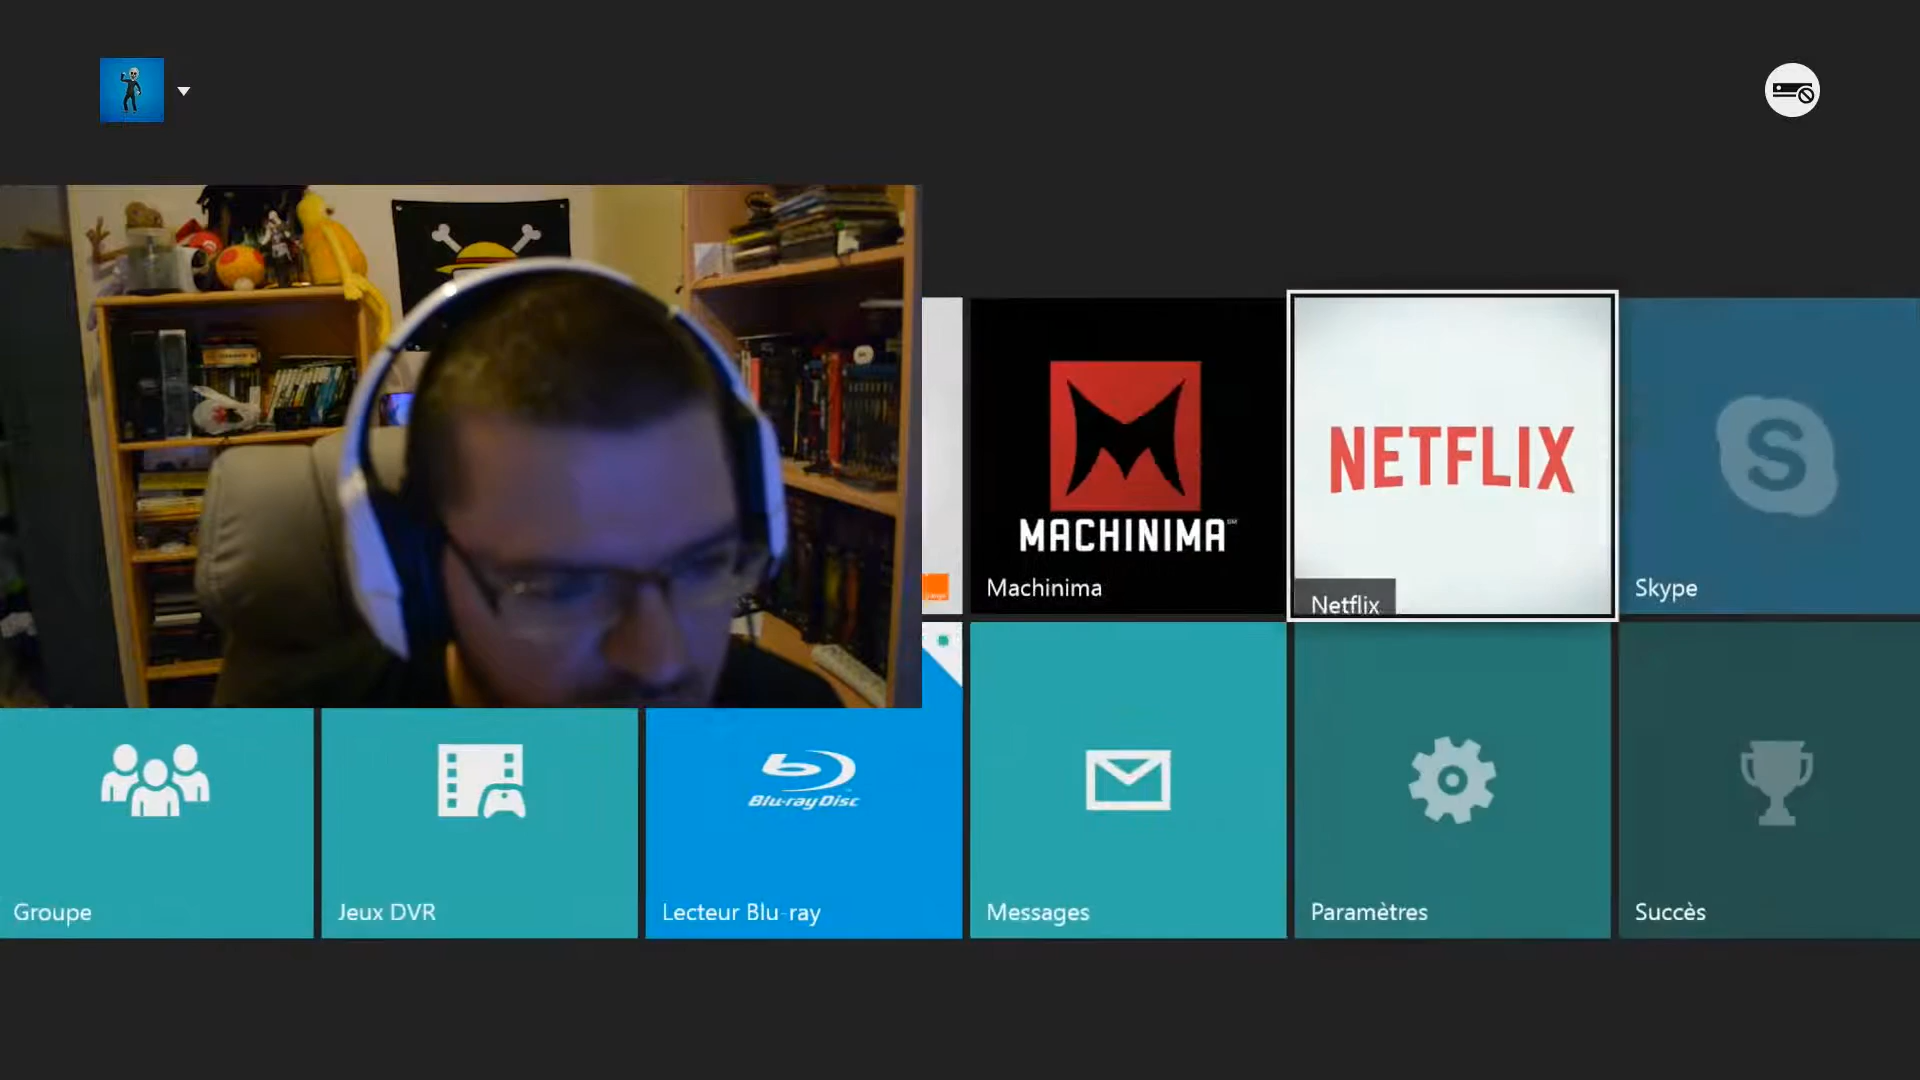 MACHINIMA
Machinima
NETFLIX
Netflix
S
Skype
Groupe
Jeux DVR
Blu-ray Disc
Lecteur Blu-ray
Messages
Paramètres
Succès